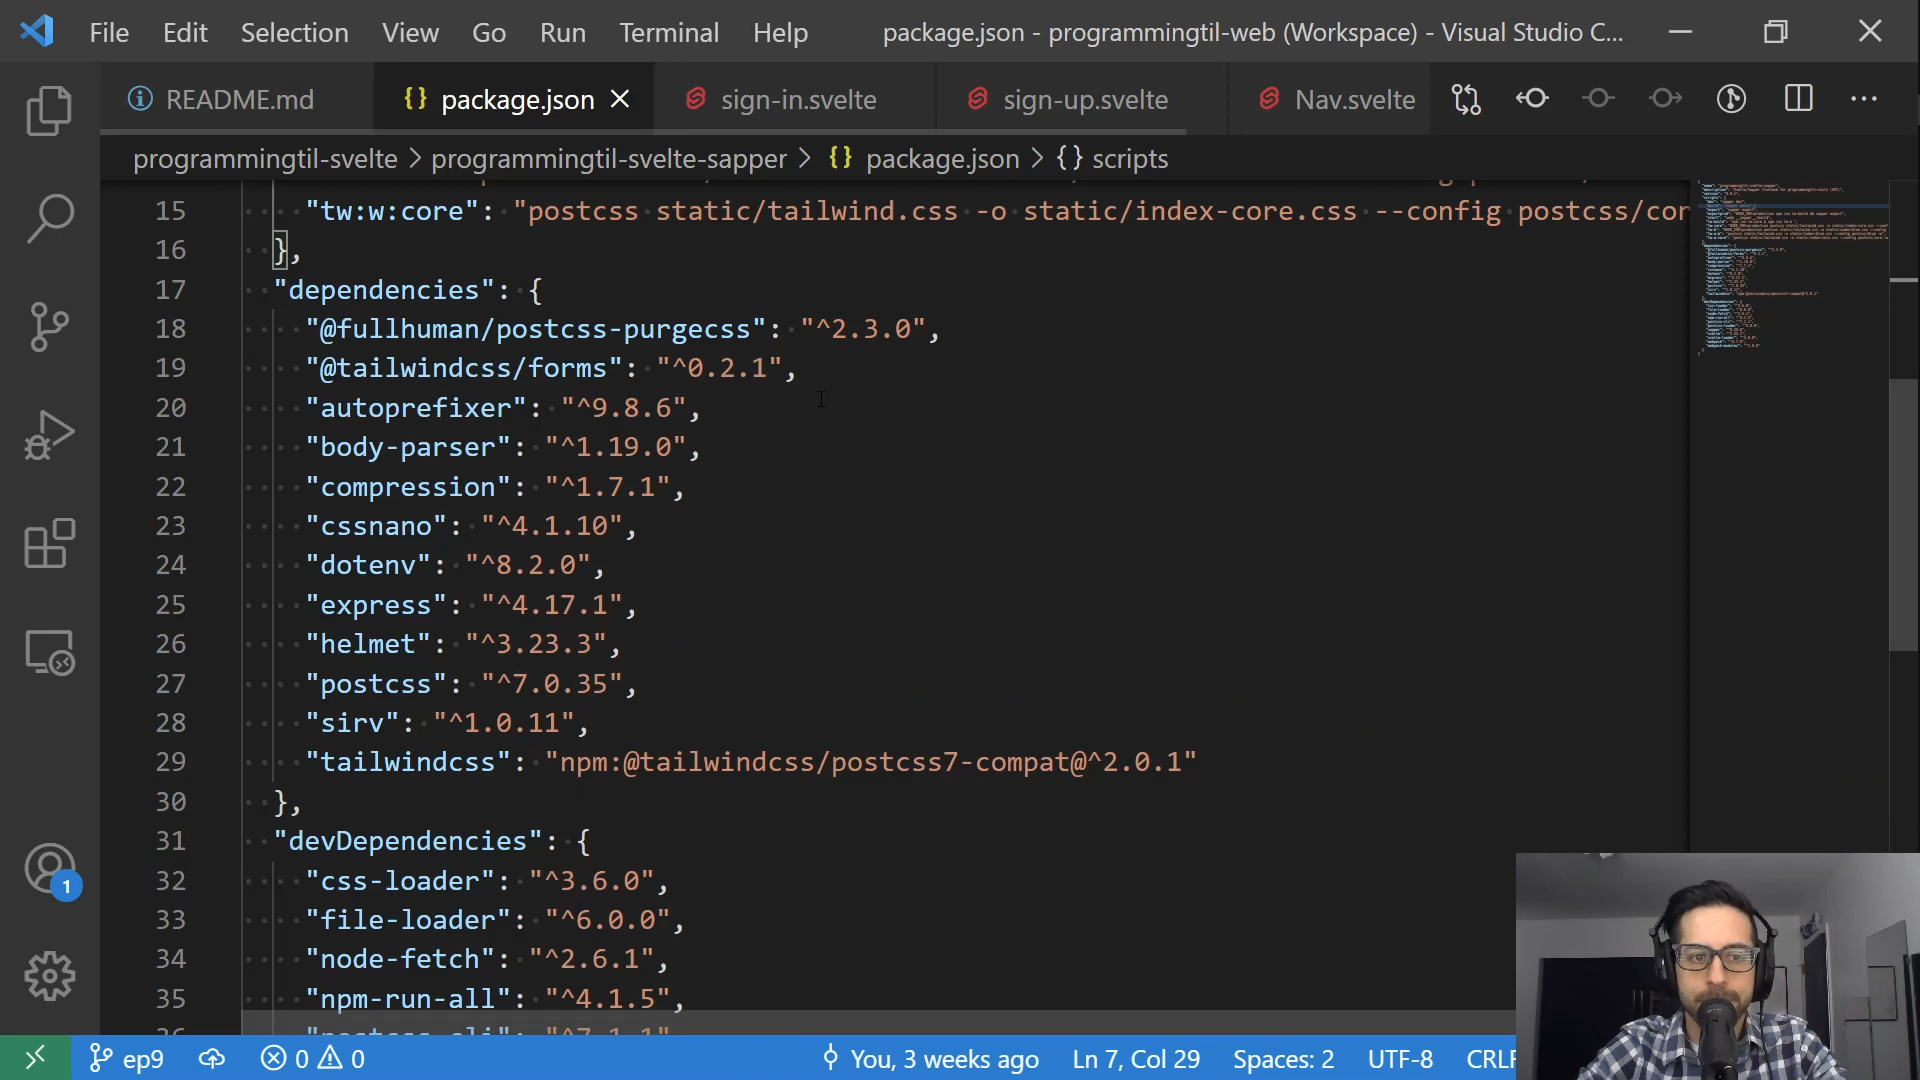 File Edit Selection View Go Run Terminal Help package.json - programmingtil-web (Workspace) - Visual Studio C...
README.md package.json sign-in.svelte sign-up.svelte Nav.svelte
programmingtil-svelte > programmingtil-svelte-sapper > {} package.json > {} scripts
15 "tw:w:core": "postcss static/tailwind.css -o static/index-core.css --config postcss/cor
16 },
17 "dependencies": {
18 "@fullhuman/postcss-purgecss": "^2.3.0",
19 "@tailwindcss/forms": "^0.2.1",
20 "autoprefixer": "^9.8.6",
21 "body-parser": "^1.19.0",
22 "compression": "^1.7.1",
23 "cssnano": "^4.1.10",
24 "dotenv": "^8.2.0",
25 "express": "^4.17.1",
26 "helmet": "^3.23.3",
27 "postcss": "^7.0.35",
28 "sirv": "^1.0.11",
29 "tailwindcss": "npm:@tailwindcss/postcss7-compat@^2.0.1"
30 },
31 "devDependencies": {
32 "css-loader": "^3.6.0",
33 "file-loader": "^6.0.0",
34 "node-fetch": "^2.6.1",
35 "npm-run-all": "^4.1.5",
1
ep9 0 0 You, 3 weeks ago Ln 7, Col 29 Spaces: 2 UTF-8 CRLF